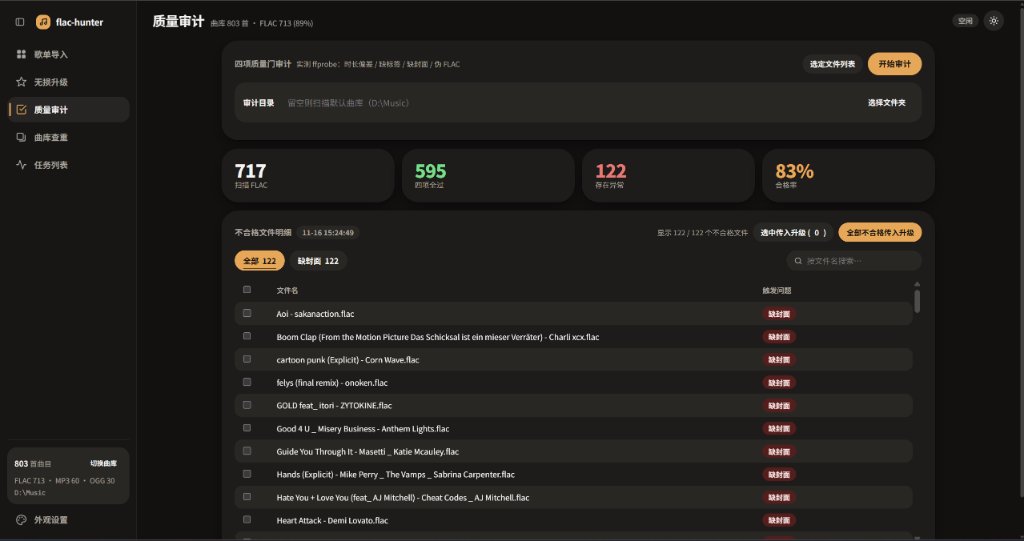 flac-hunter
歌单导入
无损升级
质量审计
曲库查重
任务列表
803 首曲目 切换曲库
FLAC 713 • MP3 60 • OGG 30
D:\Music
外观设置
质量审计 曲库 803 首 • FLAC 713 (89%)
空闲
四项质量门审计 实测 ffprobe：时长偏差 / 缺标签 / 缺封面 / 伪 FLAC
选定文件列表
开始审计
审计目录 留空则扫描默认曲库（D:\Music）
选择文件夹
717
扫描 FLAC
595
四项全过
122
存在异常
83%
合格率
不合格文件明细 11-16 15:24:49
显示 122 / 122 个不合格文件
选中传入升级 ( 0 )
全部不合格传入升级
全部 122
缺封面 122
按文件名搜索…
文件名 触发问题
Aoi - sakanaction.flac 缺封面
Boom Clap (From the Motion Picture Das Schicksal ist ein mieser Verräter) - Charli xcx.flac 缺封面
cartoon punk (Explicit) - Corn Wave.flac 缺封面
felys (final remix) - onoken.flac 缺封面
GOLD feat_ itori - ZYTOKINE.flac 缺封面
Good 4 U _ Misery Business - Anthem Lights.flac 缺封面
Guide You Through It - Masetti _ Katie Mcauley.flac 缺封面
Hands (Explicit) - Mike Perry _ The Vamps _ Sabrina Carpenter.flac 缺封面
Hate You + Love You (feat_ AJ Mitchell) - Cheat Codes _ AJ Mitchell.flac 缺封面
Heart Attack - Demi Lovato.flac 缺封面